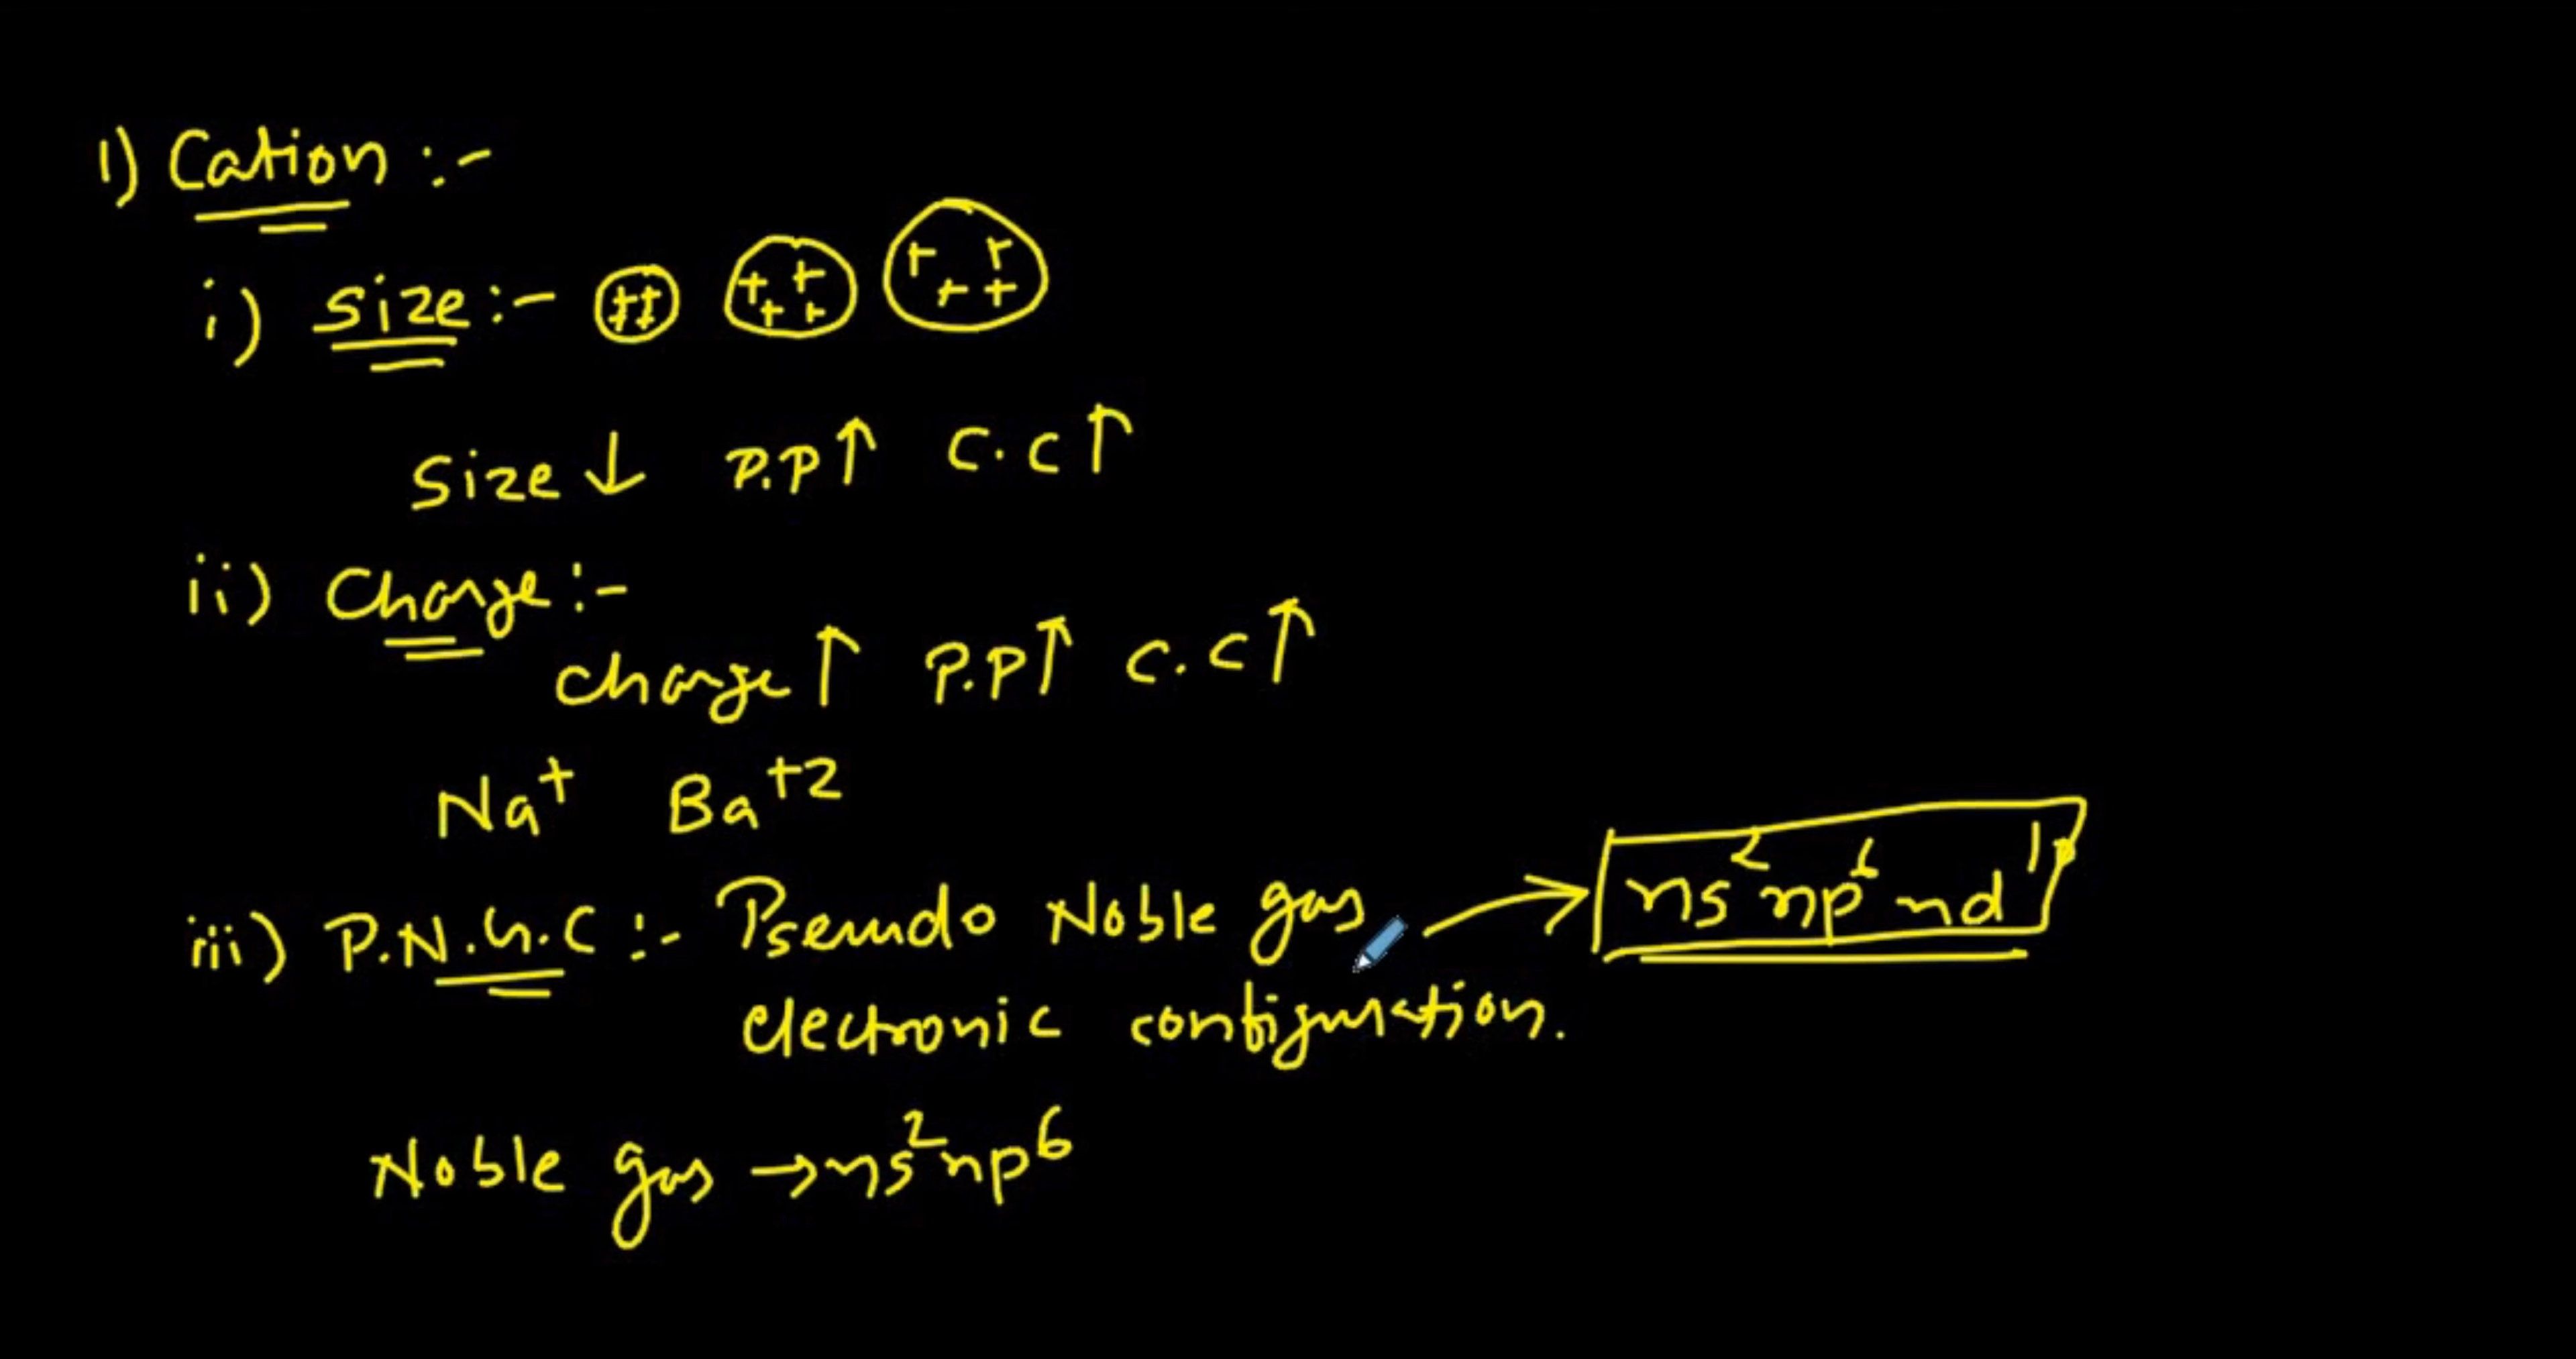 1) Cation :-
i) Size :- ++ ++ ++ ++ ++ ++
Size ↓ P.P ↑ C.C ↑
ii) Charge :-
Charge ↑ P.P ↑ C.C ↑
Na⁺ Ba⁺²
iii) P.N.G.C :- Pseudo Noble gas → ns² np⁶ nd¹⁰
electronic configuration.
Noble gas → ns² np⁶